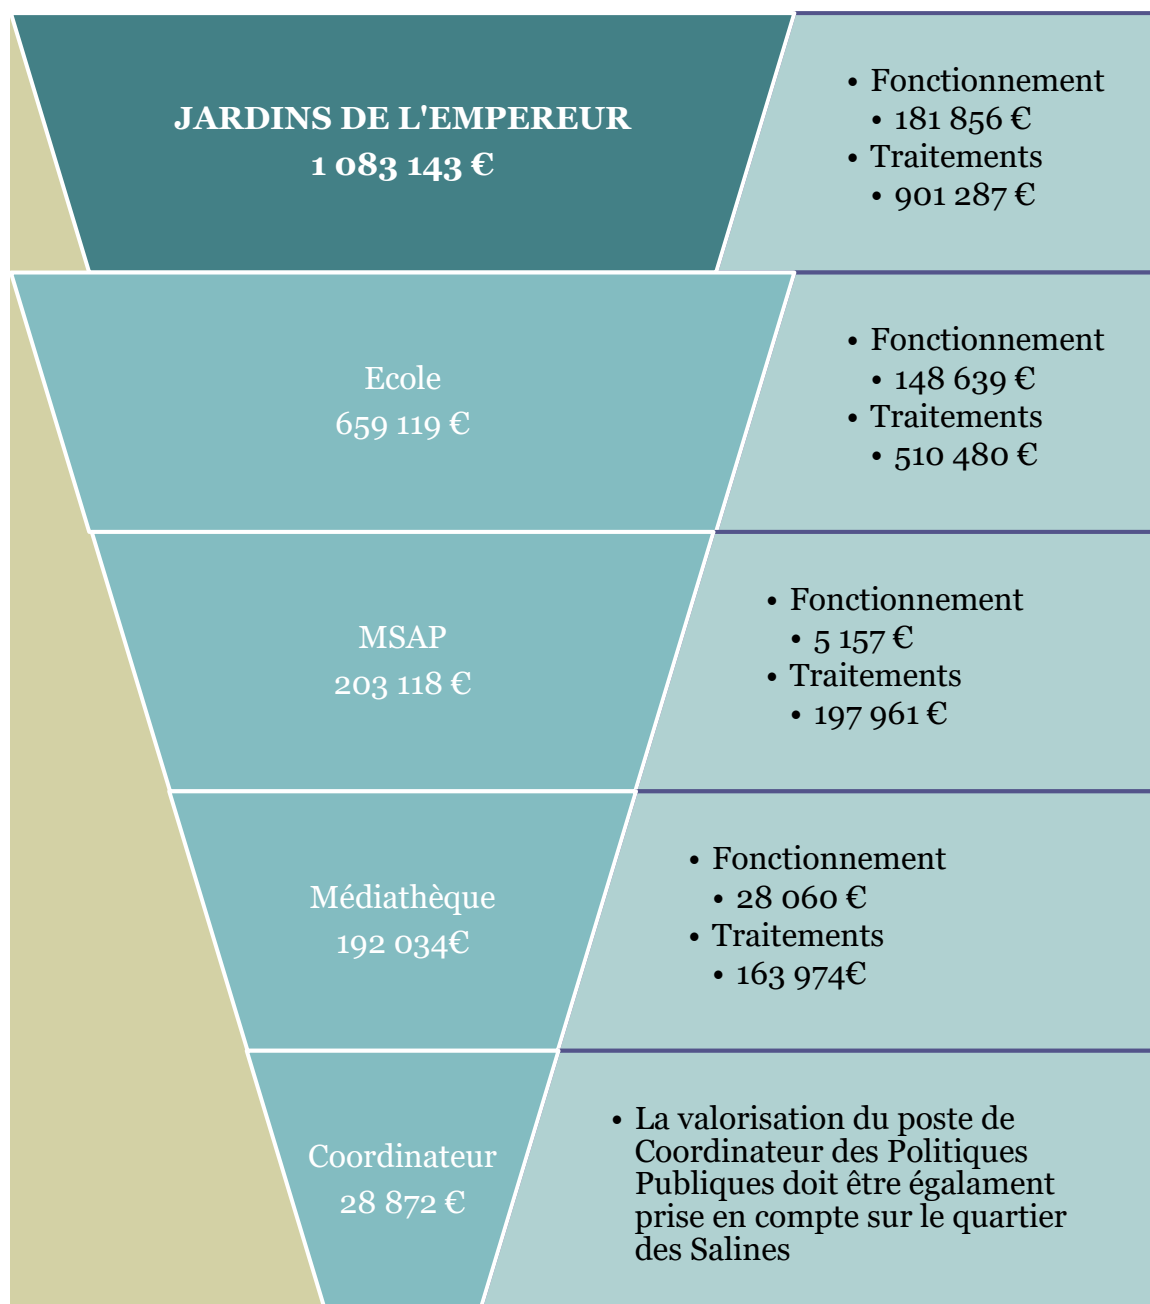 JARDINS DE L'EMPEREUR
1 083 143 €
• Fonctionnement
• 181 856 €
• Traitements
• 901 287 €
Ecole
659 119 €
• Fonctionnement
• 148 639 €
• Traitements
• 510 480 €
MSAP
203 118 €
• Fonctionnement
• 5 157 €
• Traitements
• 197 961 €
Médiathèque
192 034€
• Fonctionnement
• 28 060 €
• Traitements
• 163 974€
Coordinateur
28 872 €
• La valorisation du poste de
Coordinateur des Politiques
Publiques doit être égalament
prise en compte sur le quartier
des Salines